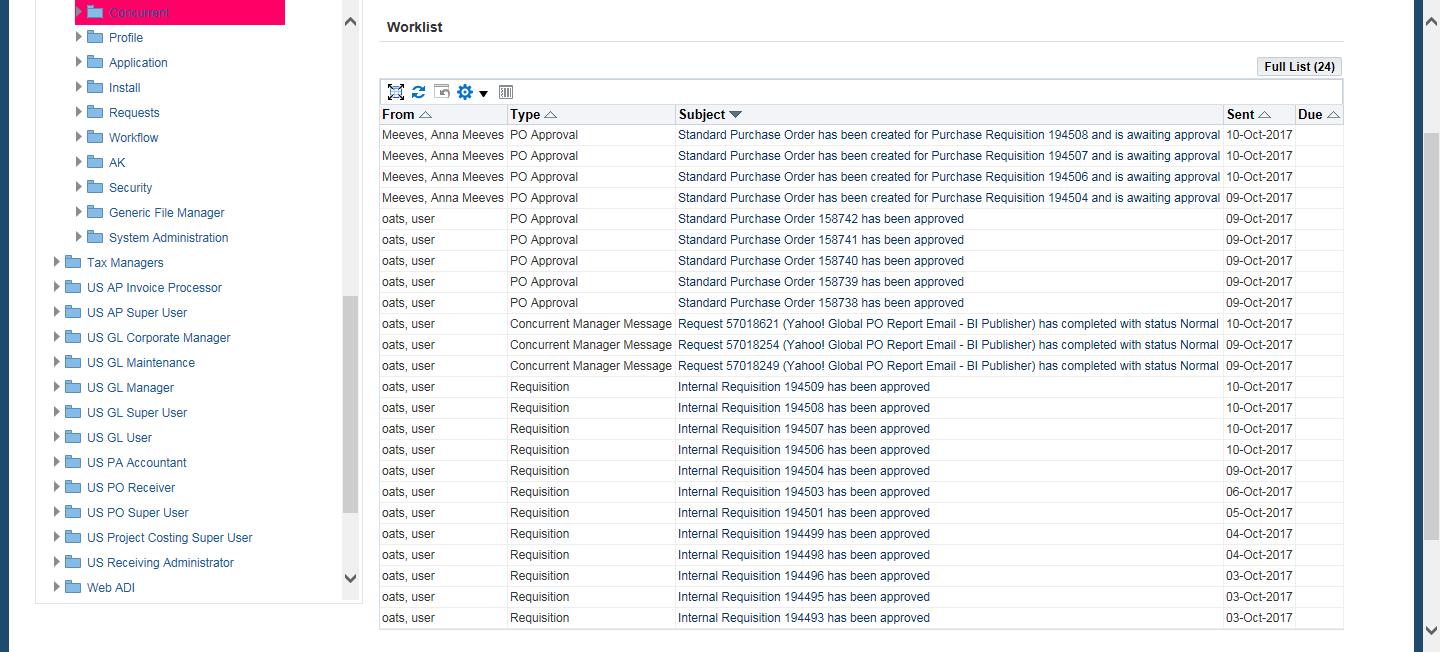 Concurrent
Profile
Application
Install
Requests
Workflow
AK
Security
Generic File Manager
System Administration
Tax Managers
US AP Invoice Processor
US AP Super User
US GL Corporate Manager
US GL Maintenance
US GL Manager
US GL Super User
US GL User
US PA Accountant
US PO Receiver
US PO Super User
US Project Costing Super User
US Receiving Administrator
Web ADI
Worklist
Full List (24)
From Type Subject Sent Due
Meeves, Anna Meeves PO Approval Standard Purchase Order has been created for Purchase Requisition 194508 and is awaiting approval 10-Oct-2017
Meeves, Anna Meeves PO Approval Standard Purchase Order has been created for Purchase Requisition 194507 and is awaiting approval 10-Oct-2017
Meeves, Anna Meeves PO Approval Standard Purchase Order has been created for Purchase Requisition 194506 and is awaiting approval 10-Oct-2017
Meeves, Anna Meeves PO Approval Standard Purchase Order has been created for Purchase Requisition 194504 and is awaiting approval 09-Oct-2017
oats, user PO Approval Standard Purchase Order 158742 has been approved 09-Oct-2017
oats, user PO Approval Standard Purchase Order 158741 has been approved 09-Oct-2017
oats, user PO Approval Standard Purchase Order 158740 has been approved 09-Oct-2017
oats, user PO Approval Standard Purchase Order 158739 has been approved 09-Oct-2017
oats, user PO Approval Standard Purchase Order 158738 has been approved 09-Oct-2017
oats, user Concurrent Manager Message Request 57018621 (Yahoo! Global PO Report Email - BI Publisher) has completed with status Normal 10-Oct-2017
oats, user Concurrent Manager Message Request 57018254 (Yahoo! Global PO Report Email - BI Publisher) has completed with status Normal 09-Oct-2017
oats, user Concurrent Manager Message Request 57018249 (Yahoo! Global PO Report Email - BI Publisher) has completed with status Normal 09-Oct-2017
oats, user Requisition Internal Requisition 194509 has been approved 10-Oct-2017
oats, user Requisition Internal Requisition 194508 has been approved 10-Oct-2017
oats, user Requisition Internal Requisition 194507 has been approved 10-Oct-2017
oats, user Requisition Internal Requisition 194506 has been approved 10-Oct-2017
oats, user Requisition Internal Requisition 194504 has been approved 09-Oct-2017
oats, user Requisition Internal Requisition 194503 has been approved 06-Oct-2017
oats, user Requisition Internal Requisition 194501 has been approved 05-Oct-2017
oats, user Requisition Internal Requisition 194499 has been approved 04-Oct-2017
oats, user Requisition Internal Requisition 194498 has been approved 04-Oct-2017
oats, user Requisition Internal Requisition 194496 has been approved 03-Oct-2017
oats, user Requisition Internal Requisition 194495 has been approved 03-Oct-2017
oats, user Requisition Internal Requisition 194493 has been approved 03-Oct-2017